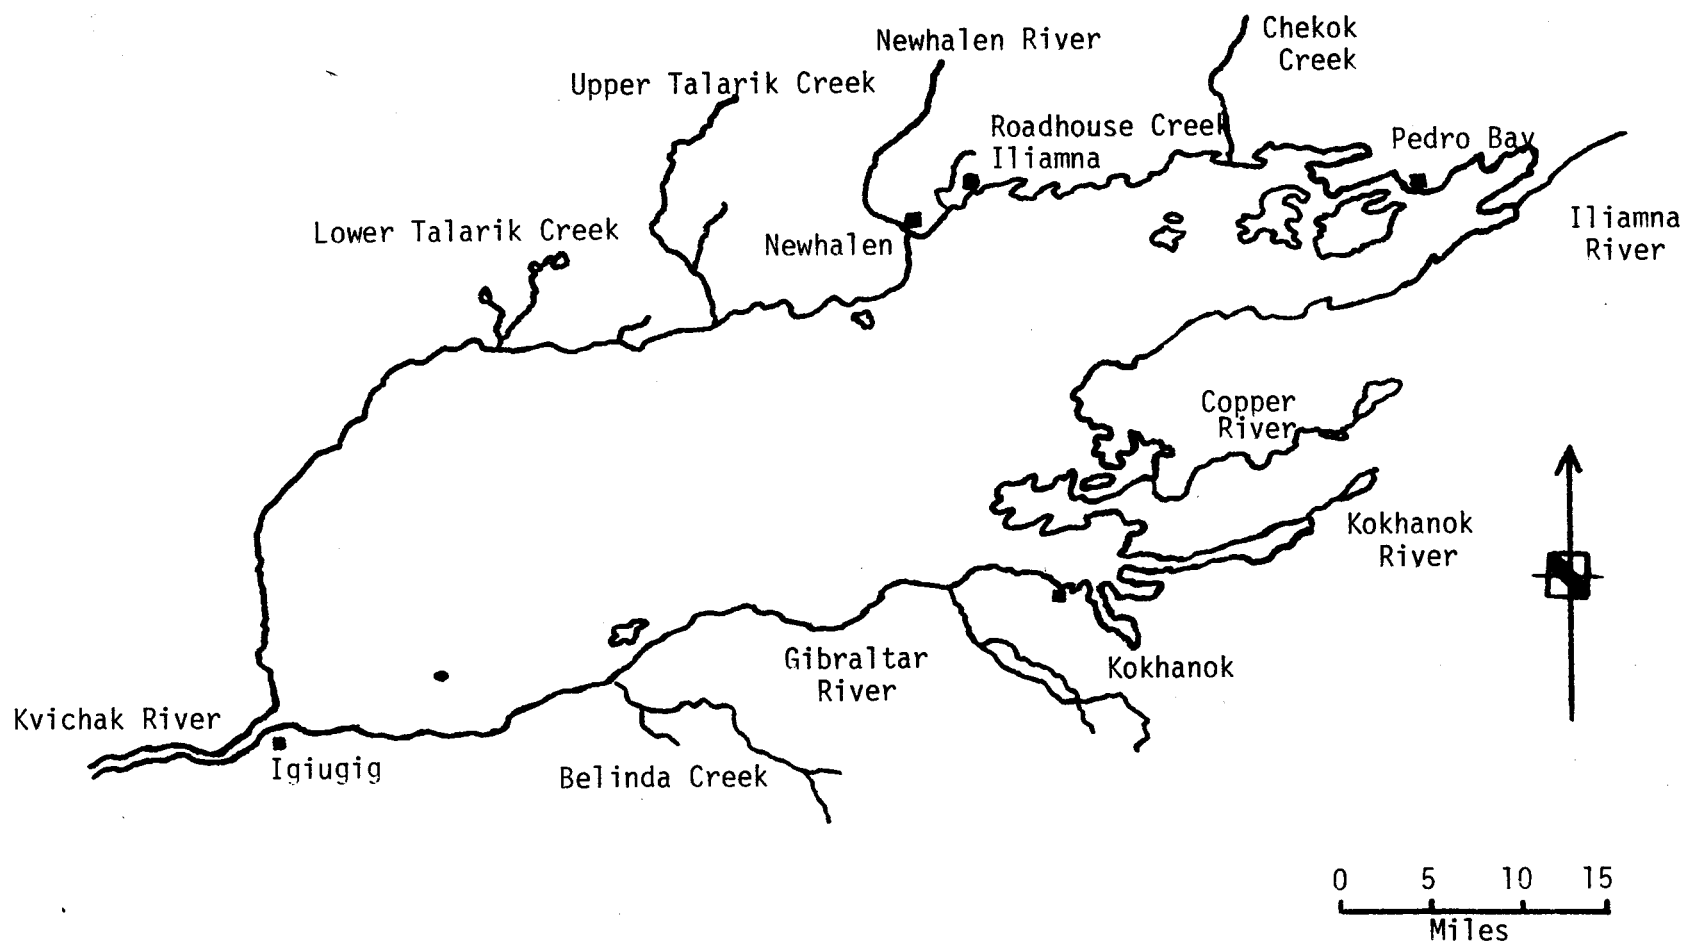 Newhalen River
Chekok
Creek
Upper Talarik Creek
Roadhouse Creek
Iliamna
Pedro Bay
Lower Talarik Creek
Newhalen
Iliamna
River
Copper
River
Kokhanok
River
Gibraltar
River
Kokhanok
Kvichak River
Igiugig
Belinda Creek
0 5 10 15
Miles